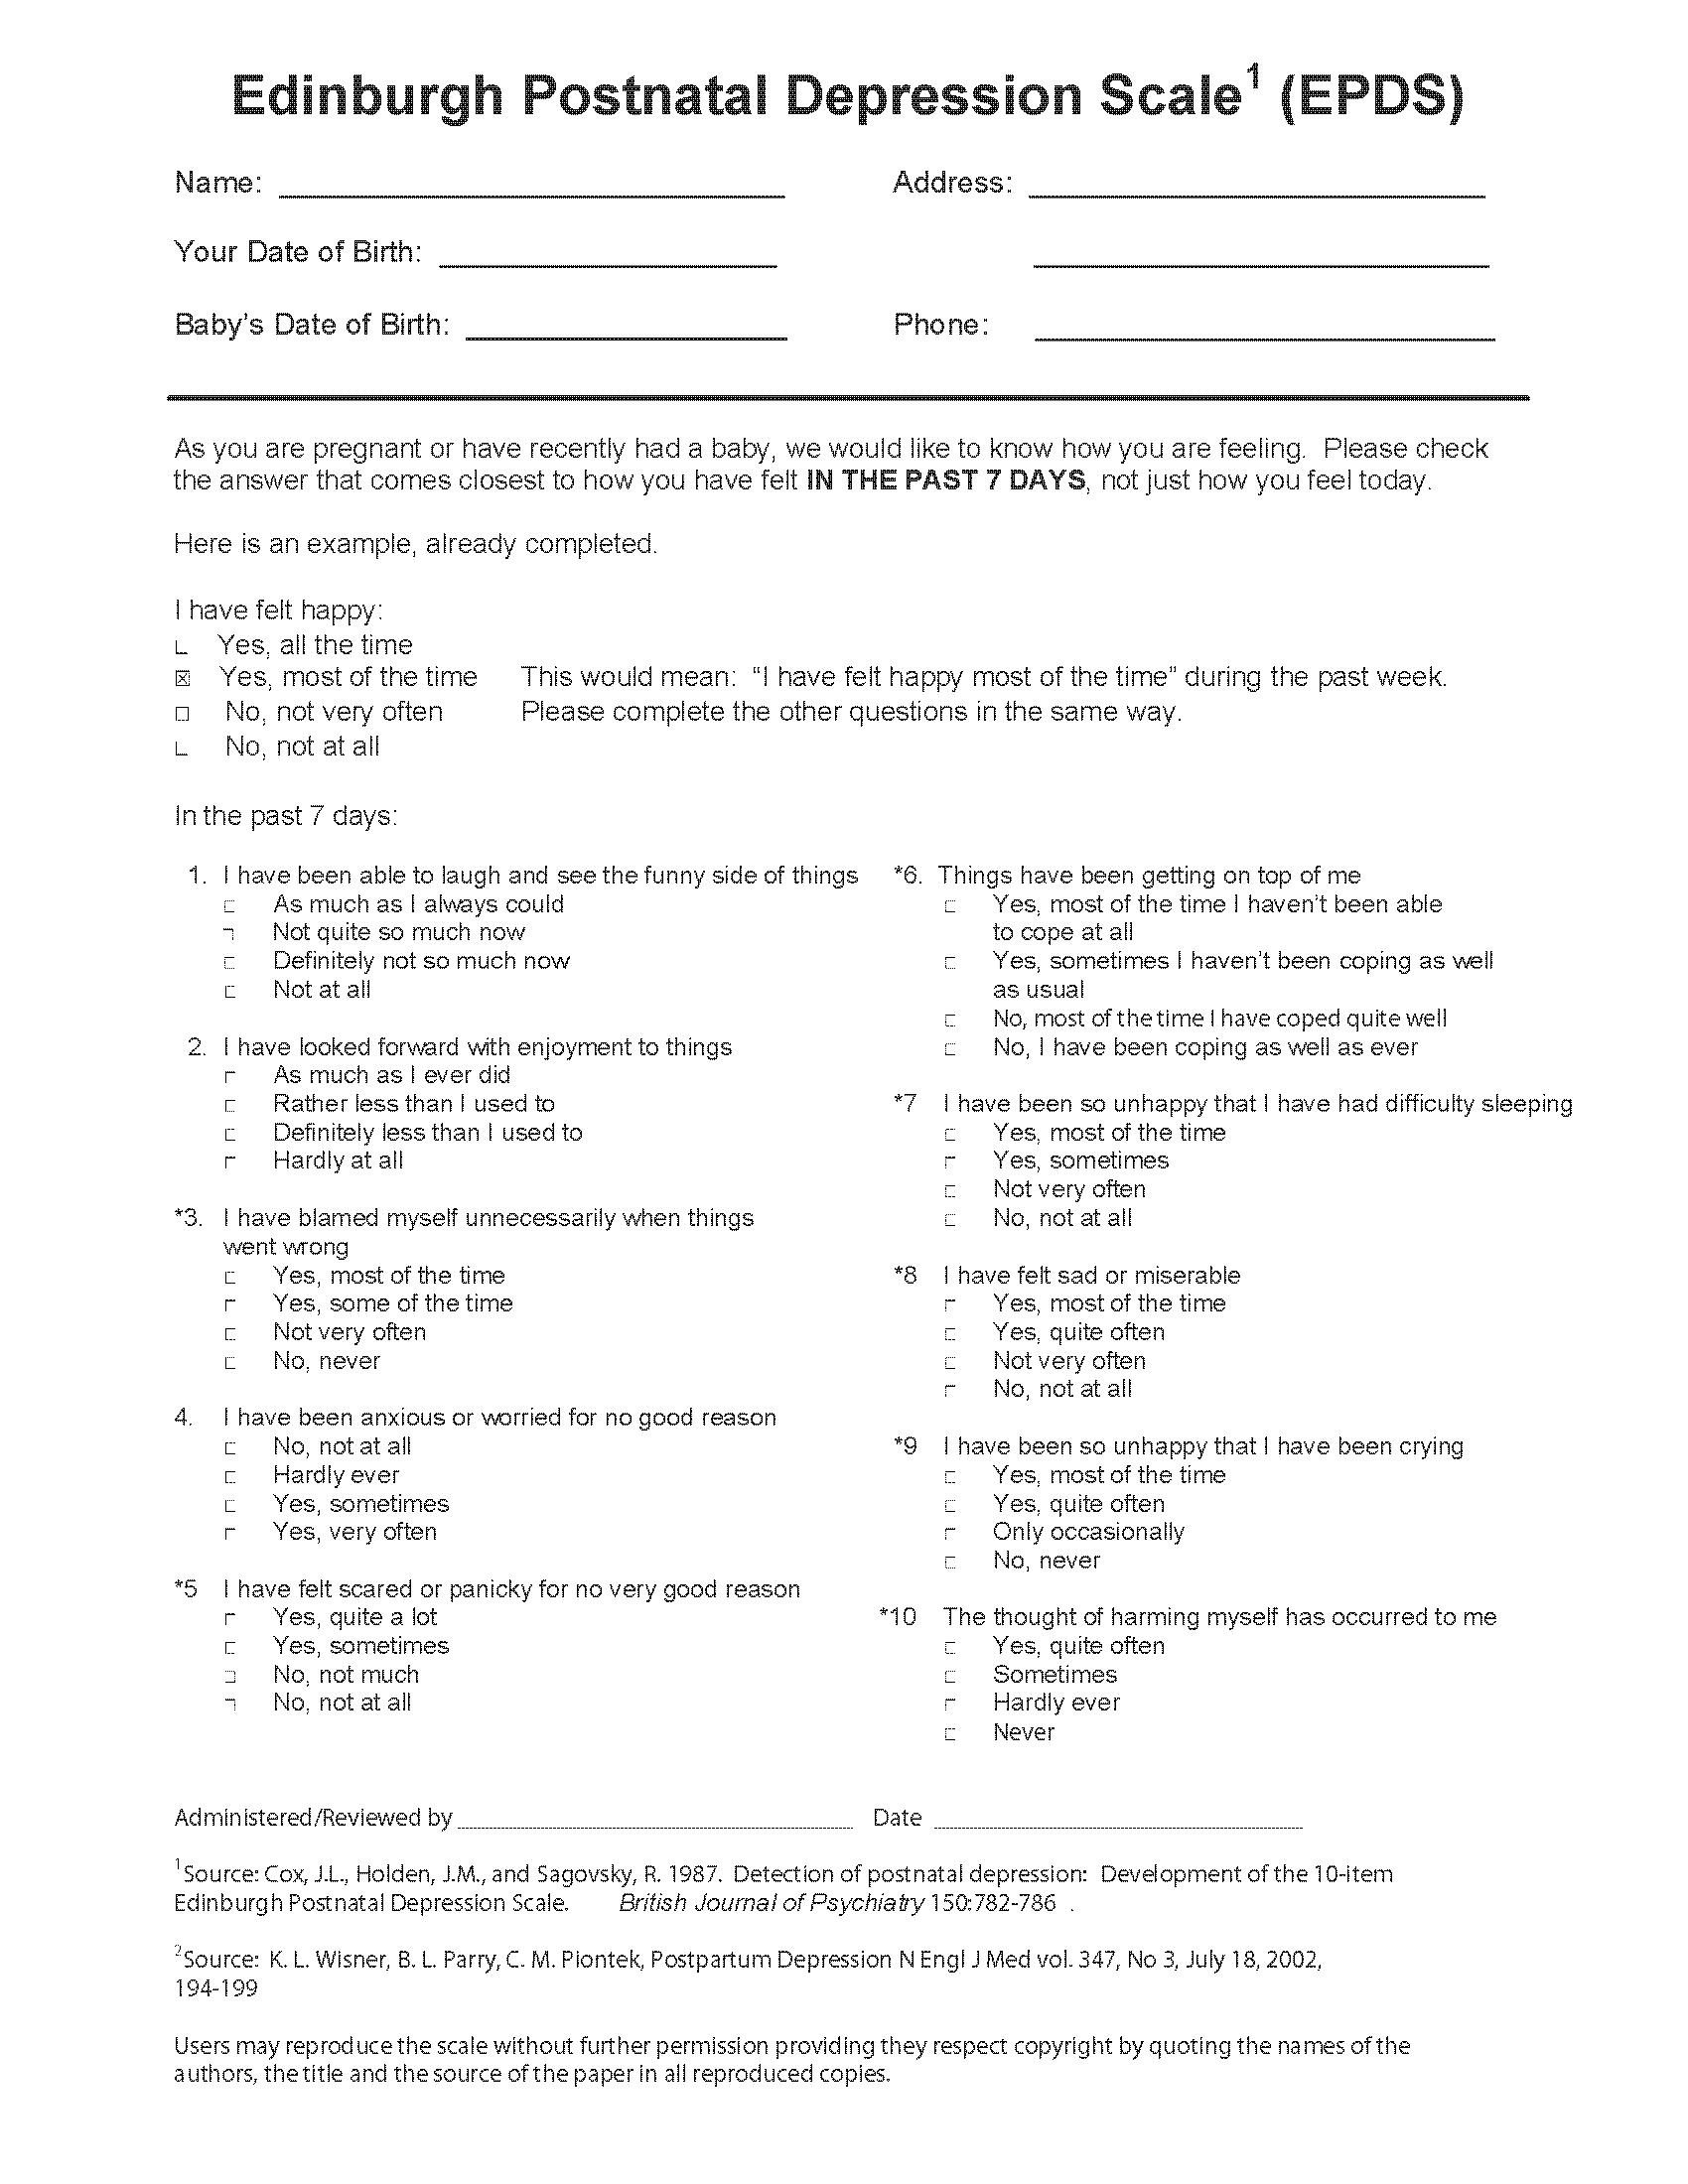 Edinburgh Postnatal Depression Scale1 (EPDS)
Name: Address:
Your Date of Birth:
Baby's Date of Birth: Phone:
As you are pregnant or have recently had a baby, we would like to know how you are feeling. Please check
the answer that comes closest to how you have felt IN THE PAST 7 DAYS, not just how you feel today.
Here is an example, already completed.
I have felt happy:
Yes, all the time
Yes, most of the time This would mean: “I have felt happy most of the time” during the past week.
No, not very often Please complete the other questions in the same way.
No, not at all
In the past 7 days:
1. I have been able to laugh and see the funny side of things
As much as I always could
Not quite so much now
Definitely not so much now
Not at all
2. I have looked forward with enjoyment to things
As much as I ever did
Rather less than I used to
Definitely less than I used to
Hardly at all
*3. I have blamed myself unnecessarily when things
went wrong
Yes, most of the time
Yes, some of the time
Not very often
No, never
4. I have been anxious or worried for no good reason
No, not at all
Hardly ever
Yes, sometimes
Yes, very often
*5 I have felt scared or panicky for no very good reason
Yes, quite a lot
Yes, sometimes
No, not much
No, not at all
*6. Things have been getting on top of me
Yes, most of the time I haven't been able
to cope at all
Yes, sometimes I haven't been coping as well
as usual
No, most of the time I have coped quite well
No, I have been coping as well as ever
*7 I have been so unhappy that I have had difficulty sleeping
Yes, most of the time
Yes, sometimes
Not very often
No, not at all
*8 I have felt sad or miserable
Yes, most of the time
Yes, quite often
Not very often
No, not at all
*9 I have been so unhappy that I have been crying
Yes, most of the time
Yes, quite often
Only occasionally
No, never
*10 The thought of harming myself has occurred to me
Yes, quite often
Sometimes
Hardly ever
Never
Administered/Reviewed by Date
1Source: Cox, J.L., Holden, J.M., and Sagovsky, R. 1987. Detection of postnatal depression: Development of the 10-item
Edinburgh Postnatal Depression Scale. British Journal of Psychiatry 150:782-786 .
2Source: K. L. Wisner, B. L. Parry, C. M. Piontek, Postpartum Depression N Engl J Med vol. 347, No 3, July 18, 2002,
194-199
Users may reproduce the scale without further permission providing they respect copyright by quoting the names of the
authors, the title and the source of the paper in all reproduced copies.